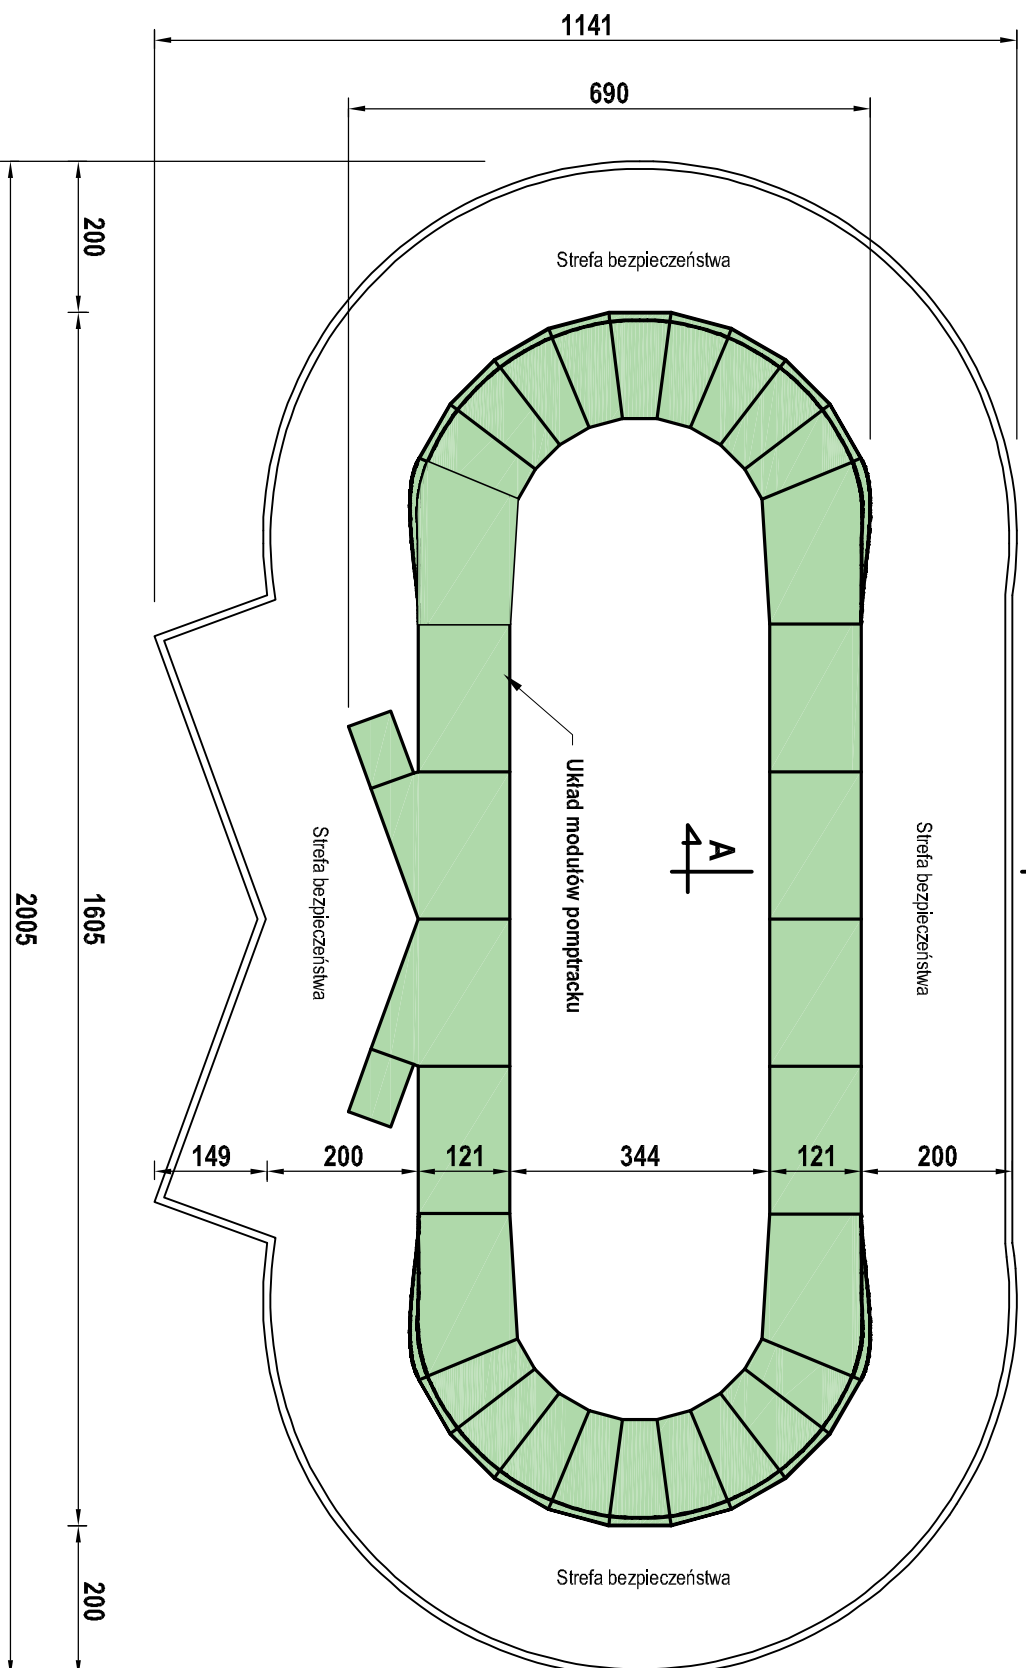 1141
690
200
Strefa bezpieczeństwa
Układ modułów pomptracku
A
Strefa bezpieczeństwa
Strefa bezpieczeństwa
1605
2005
149
200
121
344
121
200
Strefa bezpieczeństwa
200